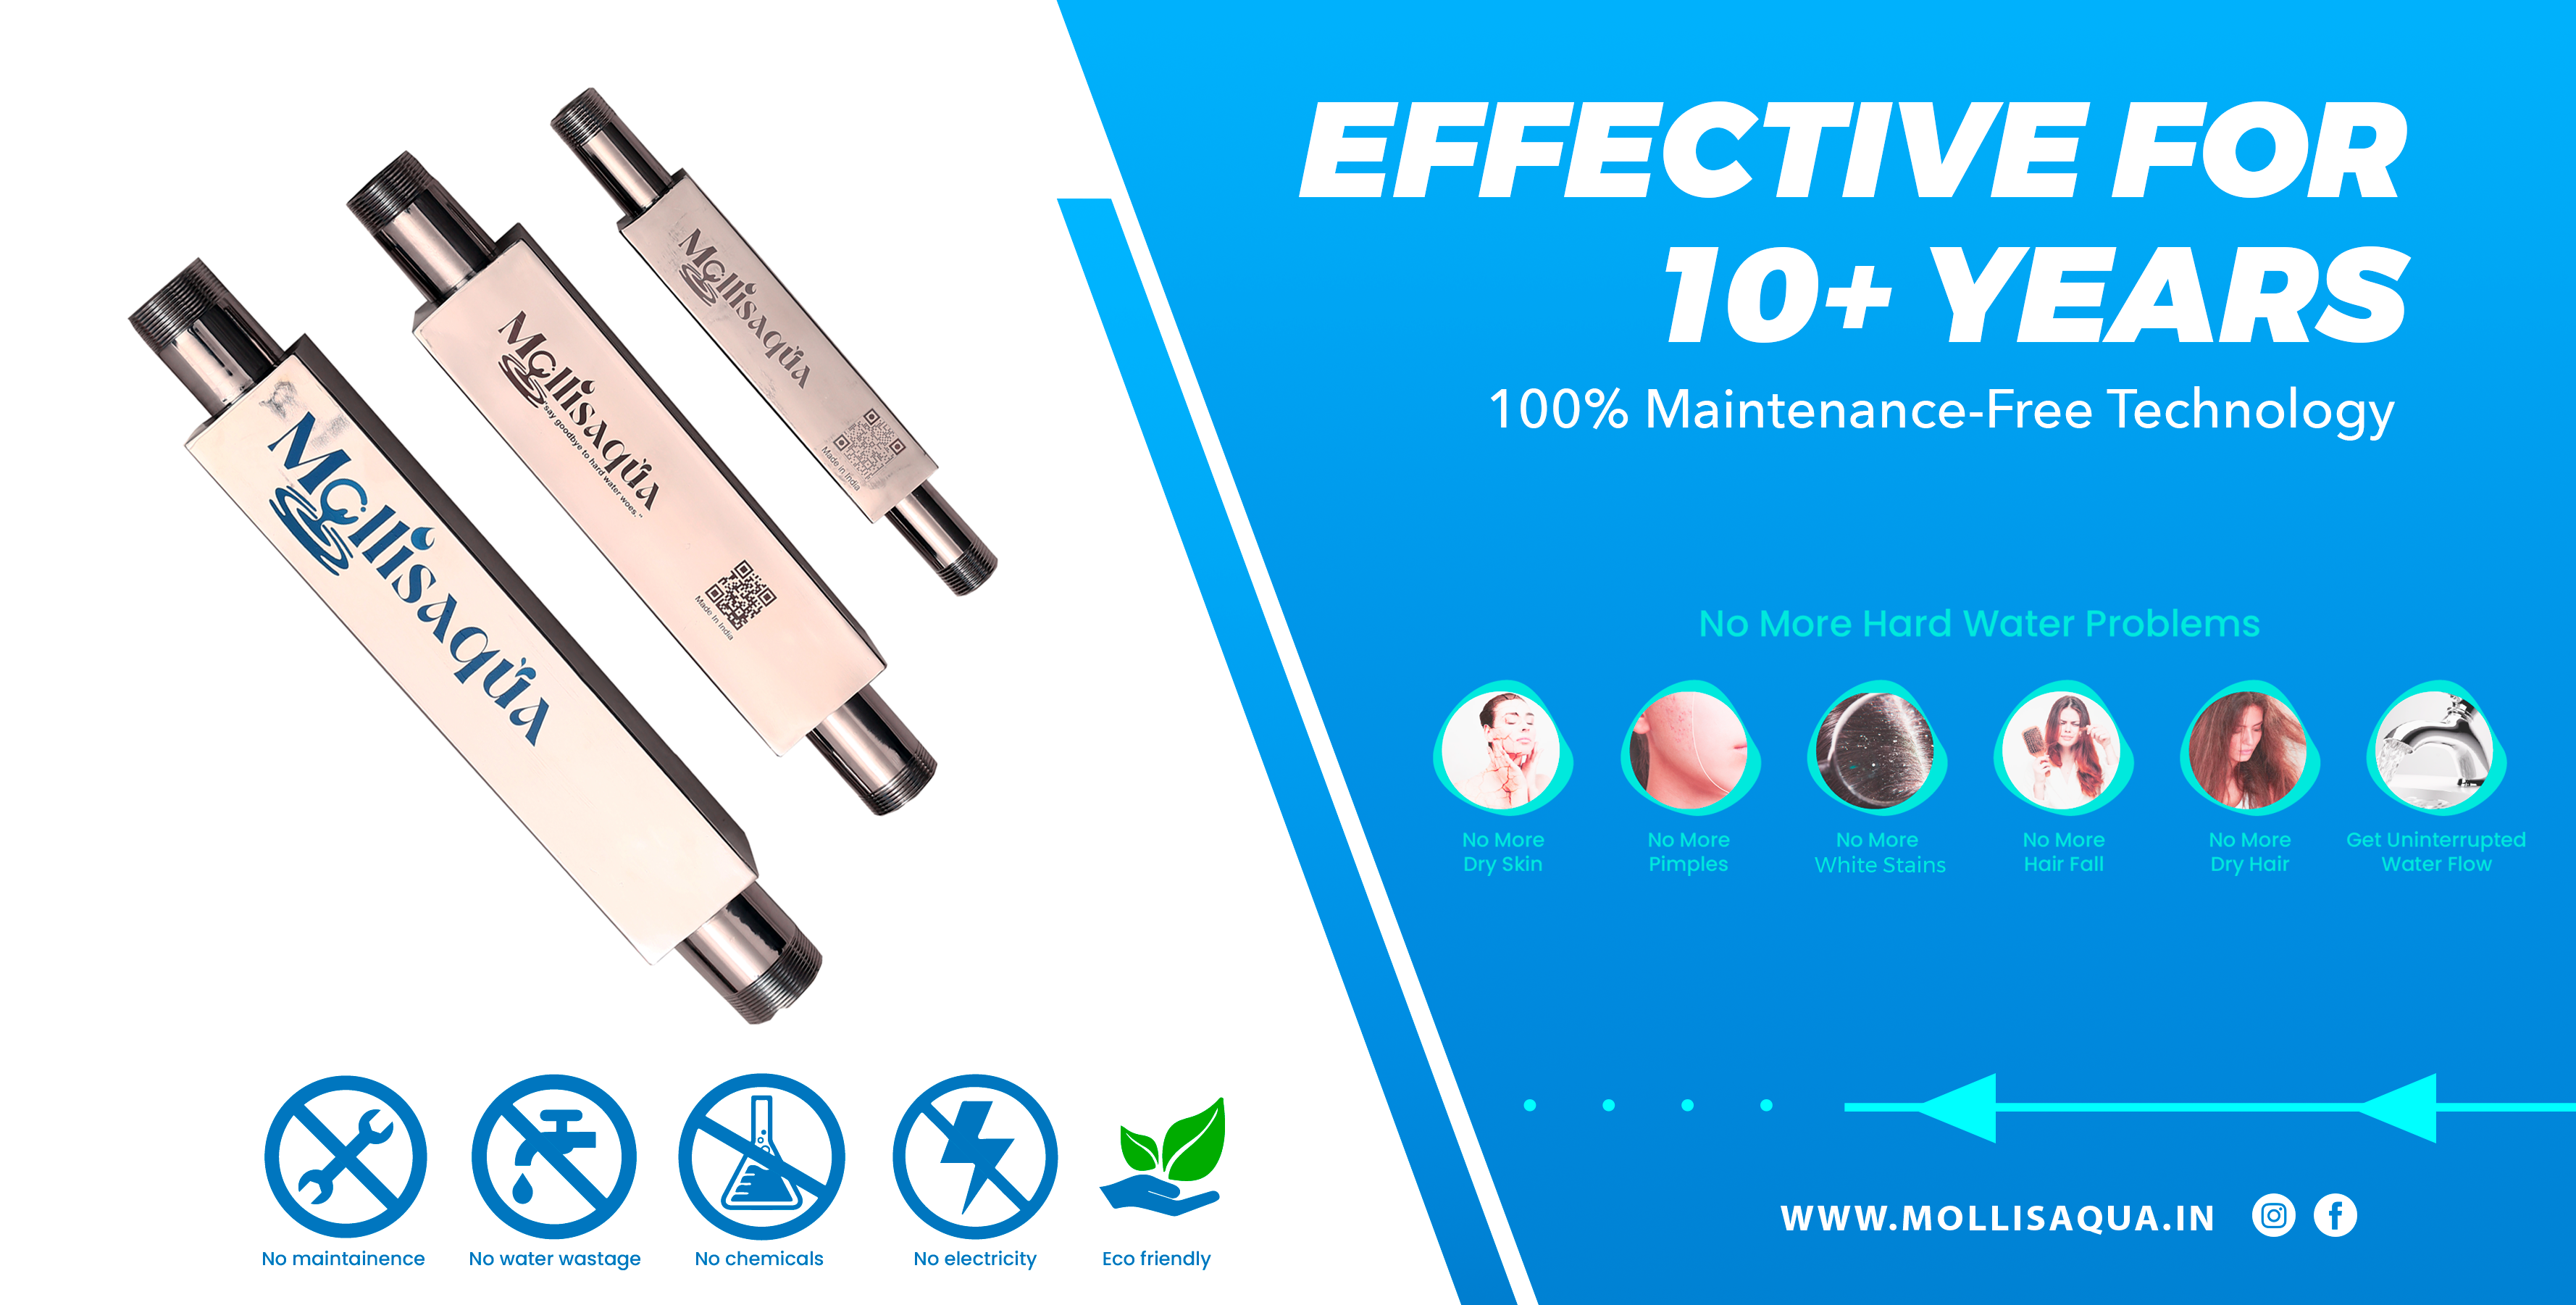 EFFECTIVE FOR
10+ YEARS
100% Maintenance-Free Technology
Mollisaqua
Mollisaqua
"say goodbye to hard water woes."
Made In India
Mollisaqua
Made in India
No More Hard Water Problems
No More
Dry Skin
No More
Pimples
No More
White Stains
No More
Hair Fall
No More
Dry Hair
Get Uninterrupted
Water Flow
No maintainence
No water wastage
No chemicals
No electricity
Eco friendly
WWW.MOLLISAQUA.IN